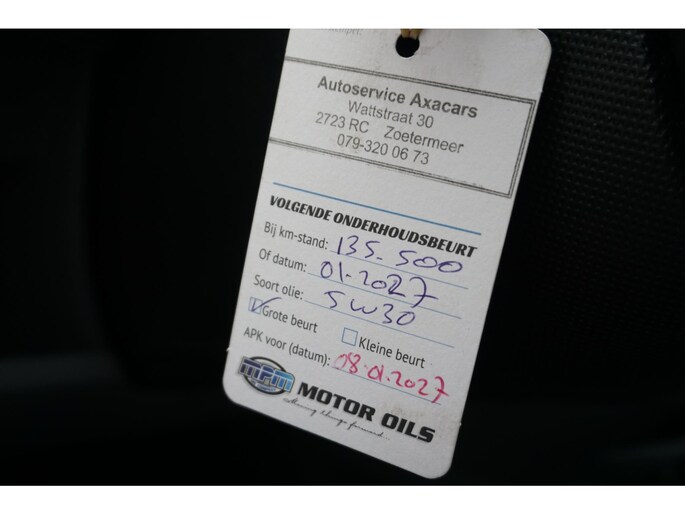 Autoservice Axacars
Wattstraat 30
2723 RC Zoetermeer
079-320 06 73
VOLGENDE ONDERHOUDSBEURT
Bij km-stand: 135.500
Of datum: 01-2027
Soort olie: 5W30
Grote beurt Kleine beurt
APK voor (datum): 18.01.2027
MPM MOTOR OILS